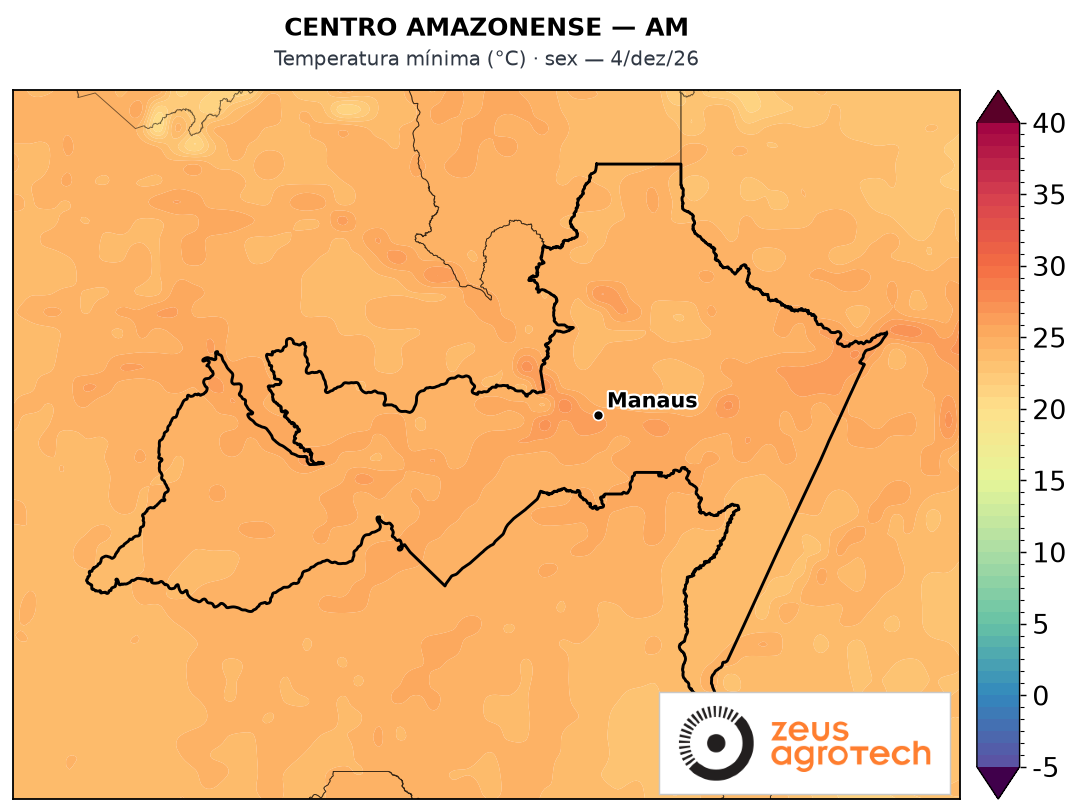 CENTRO AMAZONENSE — AM
Temperatura mínima (°C) · sex — 4/dez/26
40
35
30
25
20
15
10
5
0
-5
Manaus
zeus
agrotech